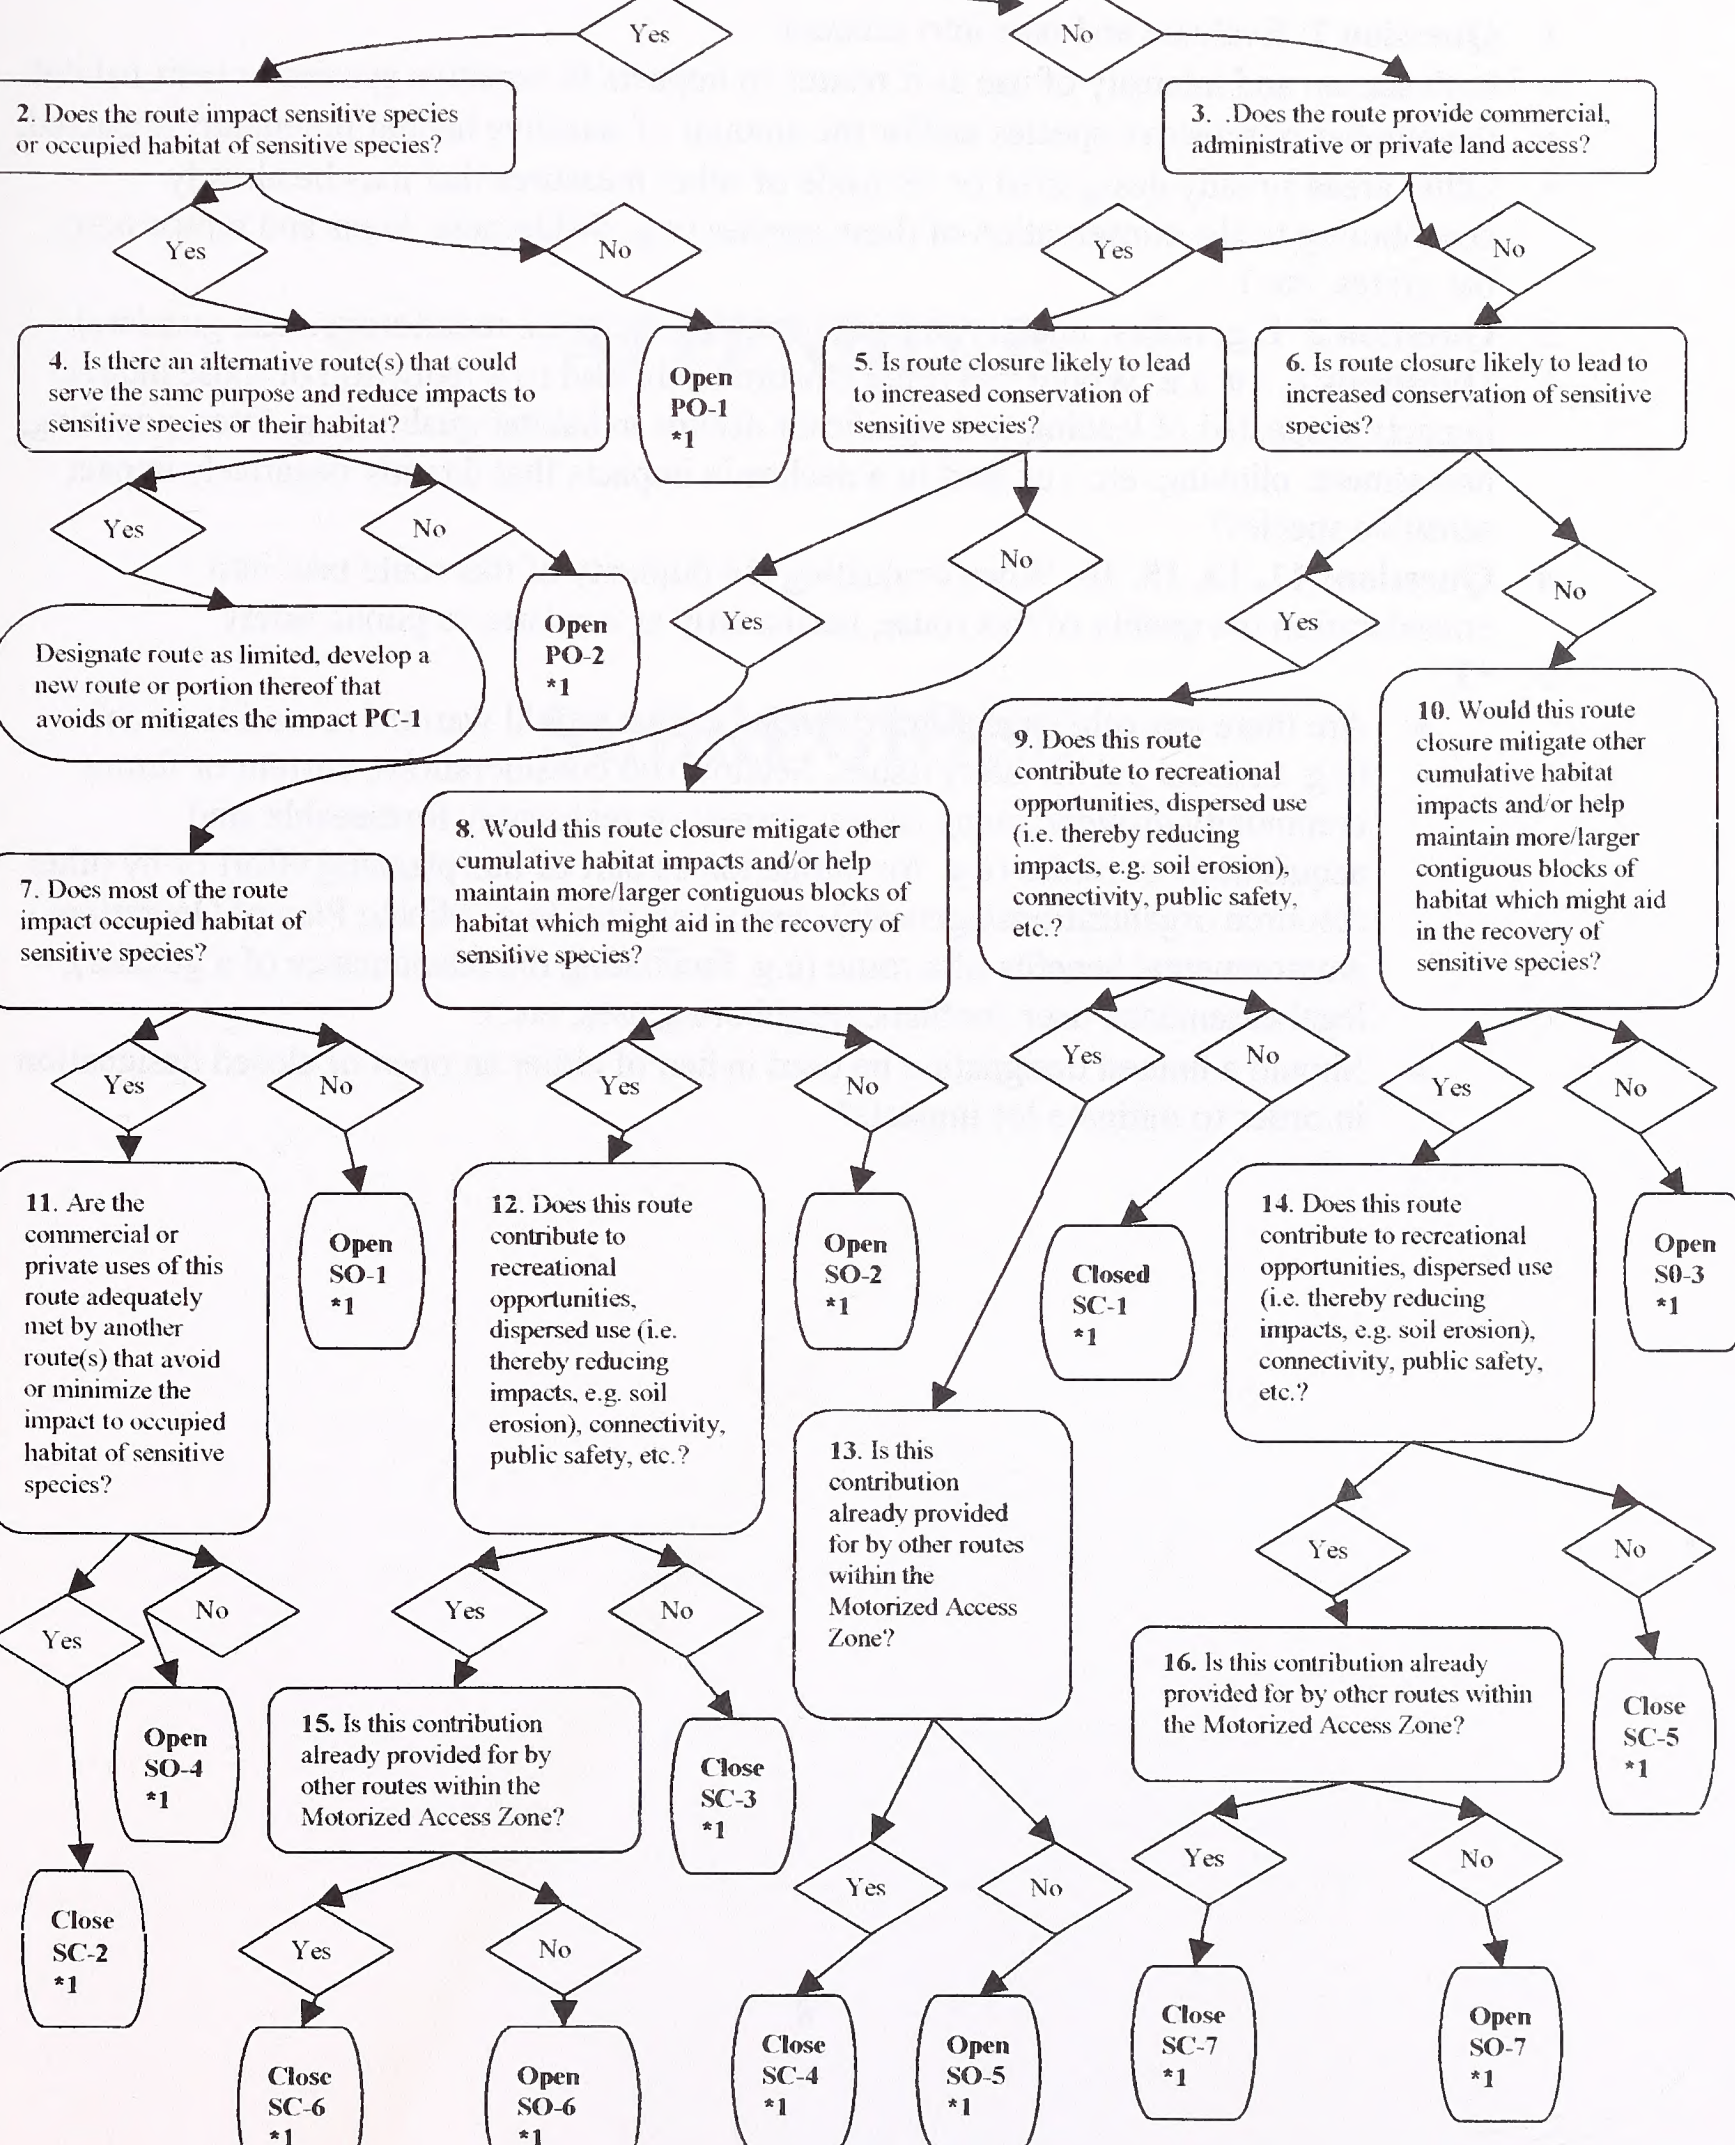 Yes
No
2. Does the route impact sensitive species
or occupied habitat of sensitive species?
3. .Does the route provide commercial,
administrative or private land access?
Yes
No
Yes
No
4. Is there an alternative route(s) that could
serve the same purpose and reduce impacts to
sensitive species or their habitat?
Open
PO-1
*1
5. Is route closure likely to lead
to increased conservation of
sensitive species?
6. Is route closure likely to lead to
increased conservation of sensitive
species?
Yes
No
No
Yes
No
Yes
Designate route as limited, develop a
new route or portion thereof that
avoids or mitigates the impact PC-1
Open
PO-2
*1
7. Does most of the route
impact occupied habitat of
sensitive species?
8. Would this route closure mitigate other
cumulative habitat impacts and/or help
maintain more/larger contiguous blocks of
habitat which might aid in the recovery of
sensitive species?
9. Does this route
contribute to recreational
opportunities, dispersed use
(i.e. thereby reducing
impacts, e.g. soil erosion),
connectivity, public safety,
etc.?
10. Would this route
closure mitigate other
cumulative habitat
impacts and/or help
maintain more/larger
contiguous blocks of
habitat which might aid
in the recovery of
sensitive species?
Yes
No
Yes
No
Yes
No
Yes
No
11. Are the
commercial or
private uses of this
route adequately
met by another
route(s) that avoid
or minimize the
impact to occupied
habitat of sensitive
species?
Open
SO-1
*1
12. Does this route
contribute to
recreational
opportunities,
dispersed use (i.e.
thereby reducing
impacts, e.g. soil
erosion), connectivity,
public safety, etc.?
Open
SO-2
*1
Closed
SC-1
*1
14. Does this route
contribute to recreational
opportunities, dispersed use
(i.e. thereby reducing
impacts, e.g. soil erosion),
connectivity, public safety,
etc.?
Open
S0-3
*1
13. Is this
contribution
already provided
for by other routes
within the
Motorized Access
Zone?
Yes
No
Yes
No
Yes
No
Open
SO-4
*1
15. Is this contribution
already provided for by
other routes within the
Motorized Access Zone?
Close
SC-3
*1
16. Is this contribution already
provided for by other routes within
the Motorized Access Zone?
Close
SC-5
*1
Yes
No
Yes
No
Close
SC-2
*1
Yes
No
Close
SC-6
*1
Open
SO-6
*1
Close
SC-4
*1
Open
SO-5
*1
Close
SC-7
*1
Open
SO-7
*1